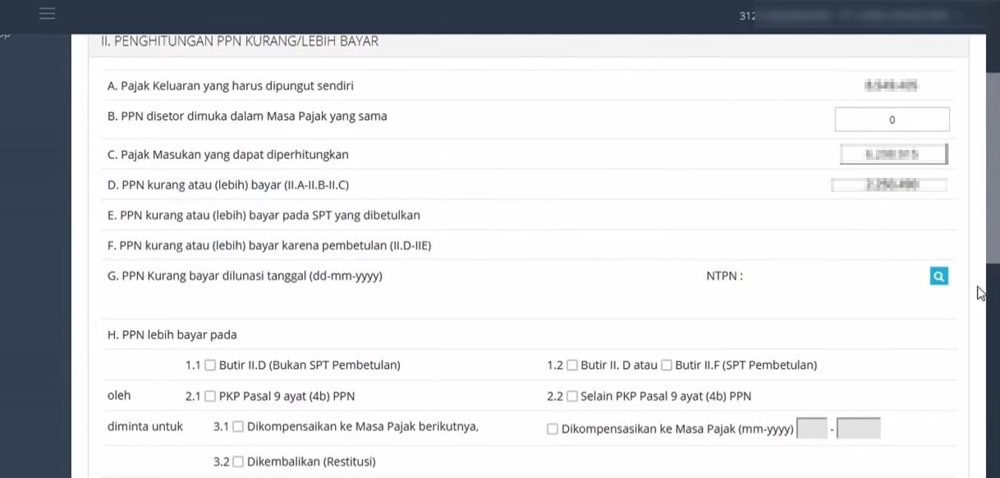 312
II. PENGHITUNGAN PPN KURANG/LEBIH BAYAR
A. Pajak Keluaran yang harus dipungut sendiri
B. PPN disetor dimuka dalam Masa Pajak yang sama 0
C. Pajak Masukan yang dapat diperhitungkan
D. PPN kurang atau (lebih) bayar (II.A-II.B-II.C)
E. PPN kurang atau (lebih) bayar pada SPT yang dibetulkan
F. PPN kurang atau (lebih) bayar karena pembetulan (II.D-IIE)
G. PPN Kurang bayar dilunasi tanggal (dd-mm-yyyy) NTPN :
H. PPN lebih bayar pada
1.1 Butir II.D (Bukan SPT Pembetulan) 1.2 Butir II. D atau Butir II.F (SPT Pembetulan)
oleh 2.1 PKP Pasal 9 ayat (4b) PPN 2.2 Selain PKP Pasal 9 ayat (4b) PPN
diminta untuk 3.1 Dikompensaikan ke Masa Pajak berikutnya, Dikompensasikan ke Masa Pajak (mm-yyyy) -
3.2 Dikembalikan (Restitusi)